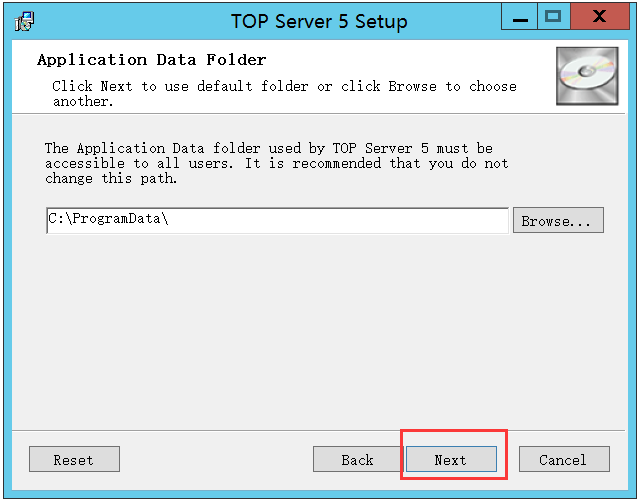 TOP Server 5 Setup
X
Application Data Folder
Click Next to use default folder or click Browse to choose
another.
The Application Data folder used by TOP Server 5 must be
accessible to all users. It is recommended that you do not
change this path.
C:\ProgramData\
Browse...
Reset
Back
Next
Cancel